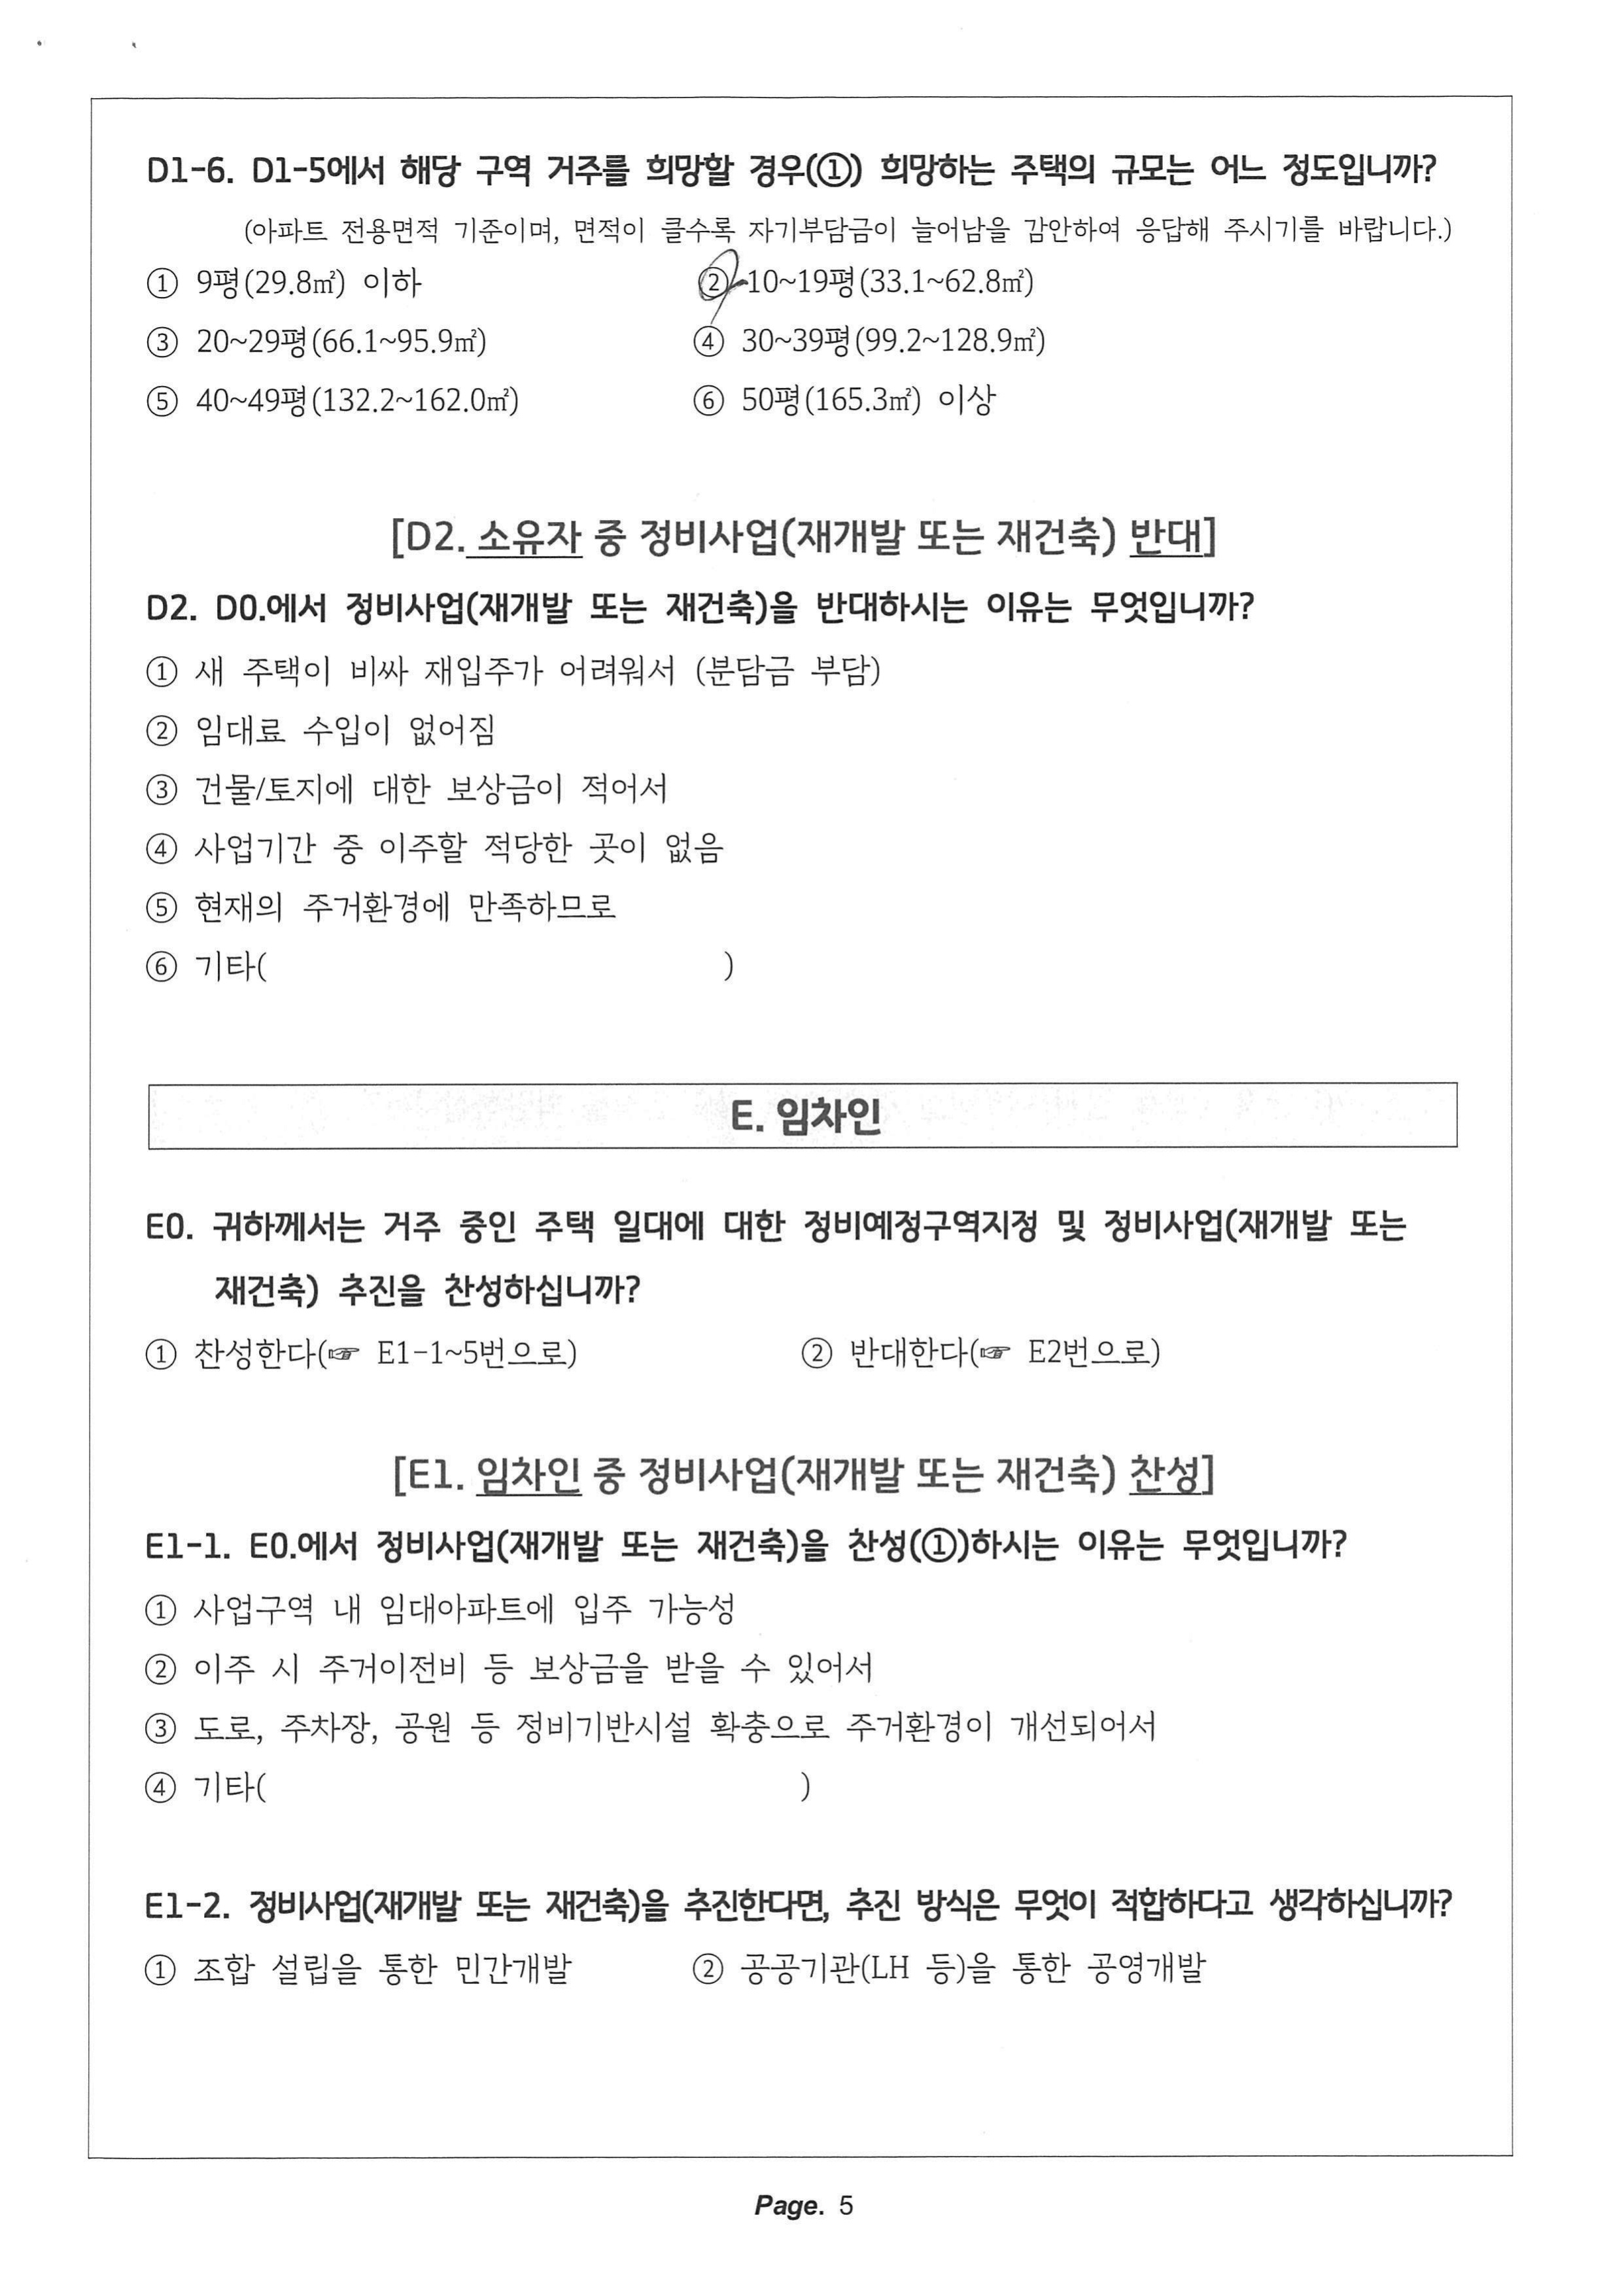 D1-6. D1-5에서 해당 구역 거주를 희망할 경우(①) 희망하는 주택의 규모는 어느 정도입니까?
(아파트 전용면적 기준이며, 면적이 클수록 자기부담금이 늘어남을 감안하여 응답해 주시기를 바랍니다.)
① 9평(29.8㎡) 이하 ② 10~19평(33.1~62.8㎡)
③ 20~29평(66.1~95.9㎡) ④ 30~39평(99.2~128.9㎡)
⑤ 40~49평(132.2~162.0㎡) ⑥ 50평(165.3㎡) 이상
[D2. 소유자 중 정비사업(재개발 또는 재건축) 반대]
D2. D0.에서 정비사업(재개발 또는 재건축)을 반대하시는 이유는 무엇입니까?
① 새 주택이 비싸 재입주가 어려워서 (분담금 부담)
② 임대료 수입이 없어짐
③ 건물/토지에 대한 보상금이 적어서
④ 사업기간 중 이주할 적당한 곳이 없음
⑤ 현재의 주거환경에 만족하므로
⑥ 기타( )
E. 임차인
E0. 귀하께서는 거주 중인 주택 일대에 대한 정비예정구역지정 및 정비사업(재개발 또는
재건축) 추진을 찬성하십니까?
① 찬성한다(☞ E1-1~5번으로) ② 반대한다(☞ E2번으로)
[E1. 임차인 중 정비사업(재개발 또는 재건축) 찬성]
E1-1. E0.에서 정비사업(재개발 또는 재건축)을 찬성(①)하시는 이유는 무엇입니까?
① 사업구역 내 임대아파트에 입주 가능성
② 이주 시 주거이전비 등 보상금을 받을 수 있어서
③ 도로, 주차장, 공원 등 정비기반시설 확충으로 주거환경이 개선되어서
④ 기타( )
E1-2. 정비사업(재개발 또는 재건축)을 추진한다면, 추진 방식은 무엇이 적합하다고 생각하십니까?
① 조합 설립을 통한 민간개발 ② 공공기관(LH 등)을 통한 공영개발
Page. 5